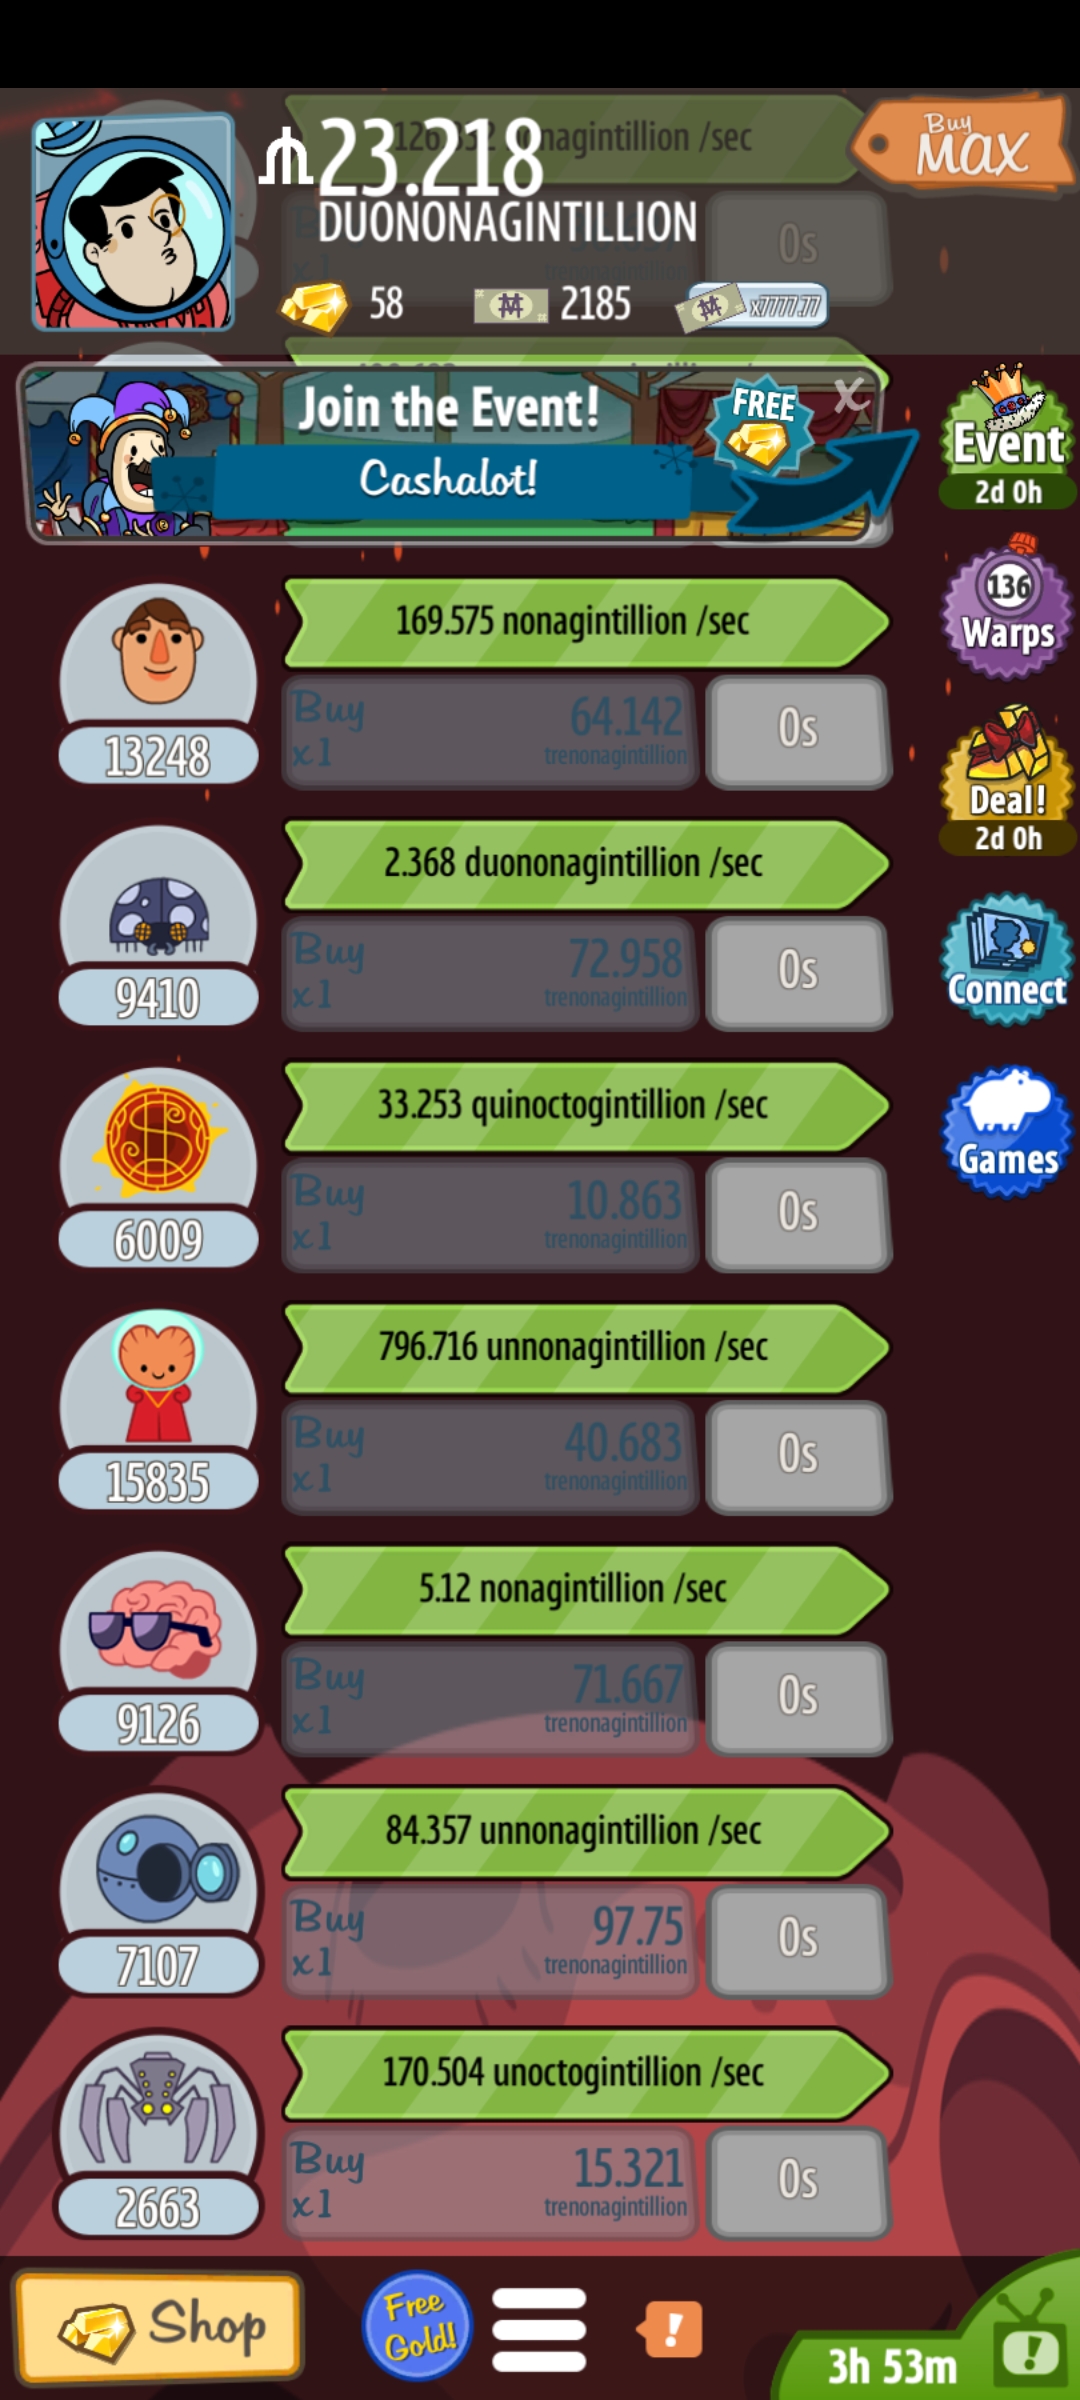 126.332 nonagintillion /sec
23.218
DUONONAGINTILLION
Buy
MAX
0s
trenonagintillion
58
2185
x7777.77
Join the Event!
Cashalot!
FREE
X
Event
2d 0h
136
Warps
Deal!
2d 0h
Connect
Games
169.575 nonagintillion /sec
Buy
x1
64.142
trenonagintillion
0s
13248
2.368 duononagintillion /sec
Buy
x1
72.958
trenonagintillion
0s
9410
33.253 quinoctogintillion /sec
Buy
x1
10.863
trenonagintillion
0s
6009
796.716 unnonagintillion /sec
Buy
x1
40.683
trenonagintillion
0s
15835
5.12 nonagintillion /sec
Buy
x1
71.667
trenonagintillion
0s
9126
84.357 unnonagintillion /sec
Buy
x1
97.75
trenonagintillion
0s
7107
170.504 unoctogintillion /sec
Buy
x1
15.321
trenonagintillion
0s
2663
Shop
Free
Gold!
!
3h 53m
!